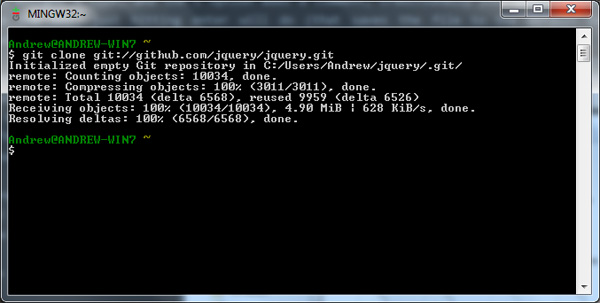 MINGW32:~
Andrew@ANDREW-WIN7 ~
$ git clone git://github.com/jquery/jquery.git
Initialized empty Git repository in C:/Users/Andrew/jquery/.git/
remote: Counting objects: 10034, done.
remote: Compressing objects: 100% (3011/3011), done.
remote: Total 10034 (delta 6568), reused 9959 (delta 6526)
Receiving objects: 100% (10034/10034), 4.90 MiB | 628 KiB/s, done.
Resolving deltas: 100% (6568/6568), done.
Andrew@ANDREW-WIN7 ~
$